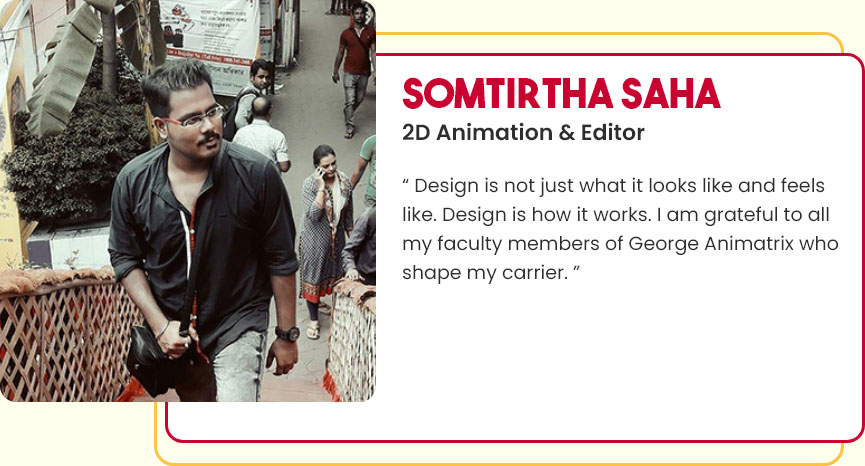 SOMTIRTHA SAHA
2D Animation & Editor
“ Design is not just what it looks like and feels
like. Design is how it works. I am grateful to all
my faculty members of George Animatrix who
shape my carrier. ”